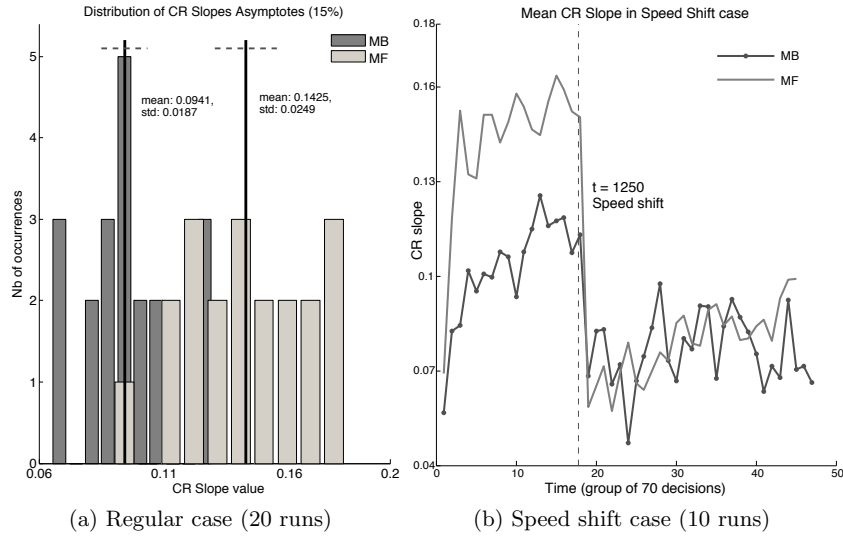 Distribution of CR Slopes Asymptotes (15%)
MB
MF
mean: 0.0941,
std: 0.0187
mean: 0.1425,
std: 0.0249
Nb of occurrences
5
4
3
2
1
0
0.06
0.11
0.16
0.2
CR Slope value
(a) Regular case (20 runs)
Mean CR Slope in Speed Shift case
MB
MF
t = 1250
Speed shift
CR slope
0.18
0.16
0.13
0.1
0.07
0.04
0
10
20
30
40
50
Time (group of 70 decisions)
(b) Speed shift case (10 runs)